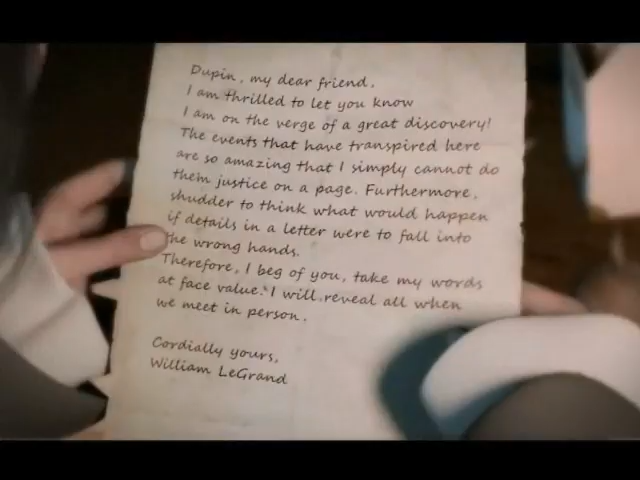 Dupin, my dear friend,
I am thrilled to let you know
I am on the verge of a great discovery!
The events that have transpired here
are so amazing that I simply cannot do
them justice on a page. Furthermore,
shudder to think what would happen
if details in a letter were to fall into
the wrong hands.
Therefore, I beg of you, take my words
at face value. I will reveal all when
we meet in person.
Cordially yours,
William LeGrand